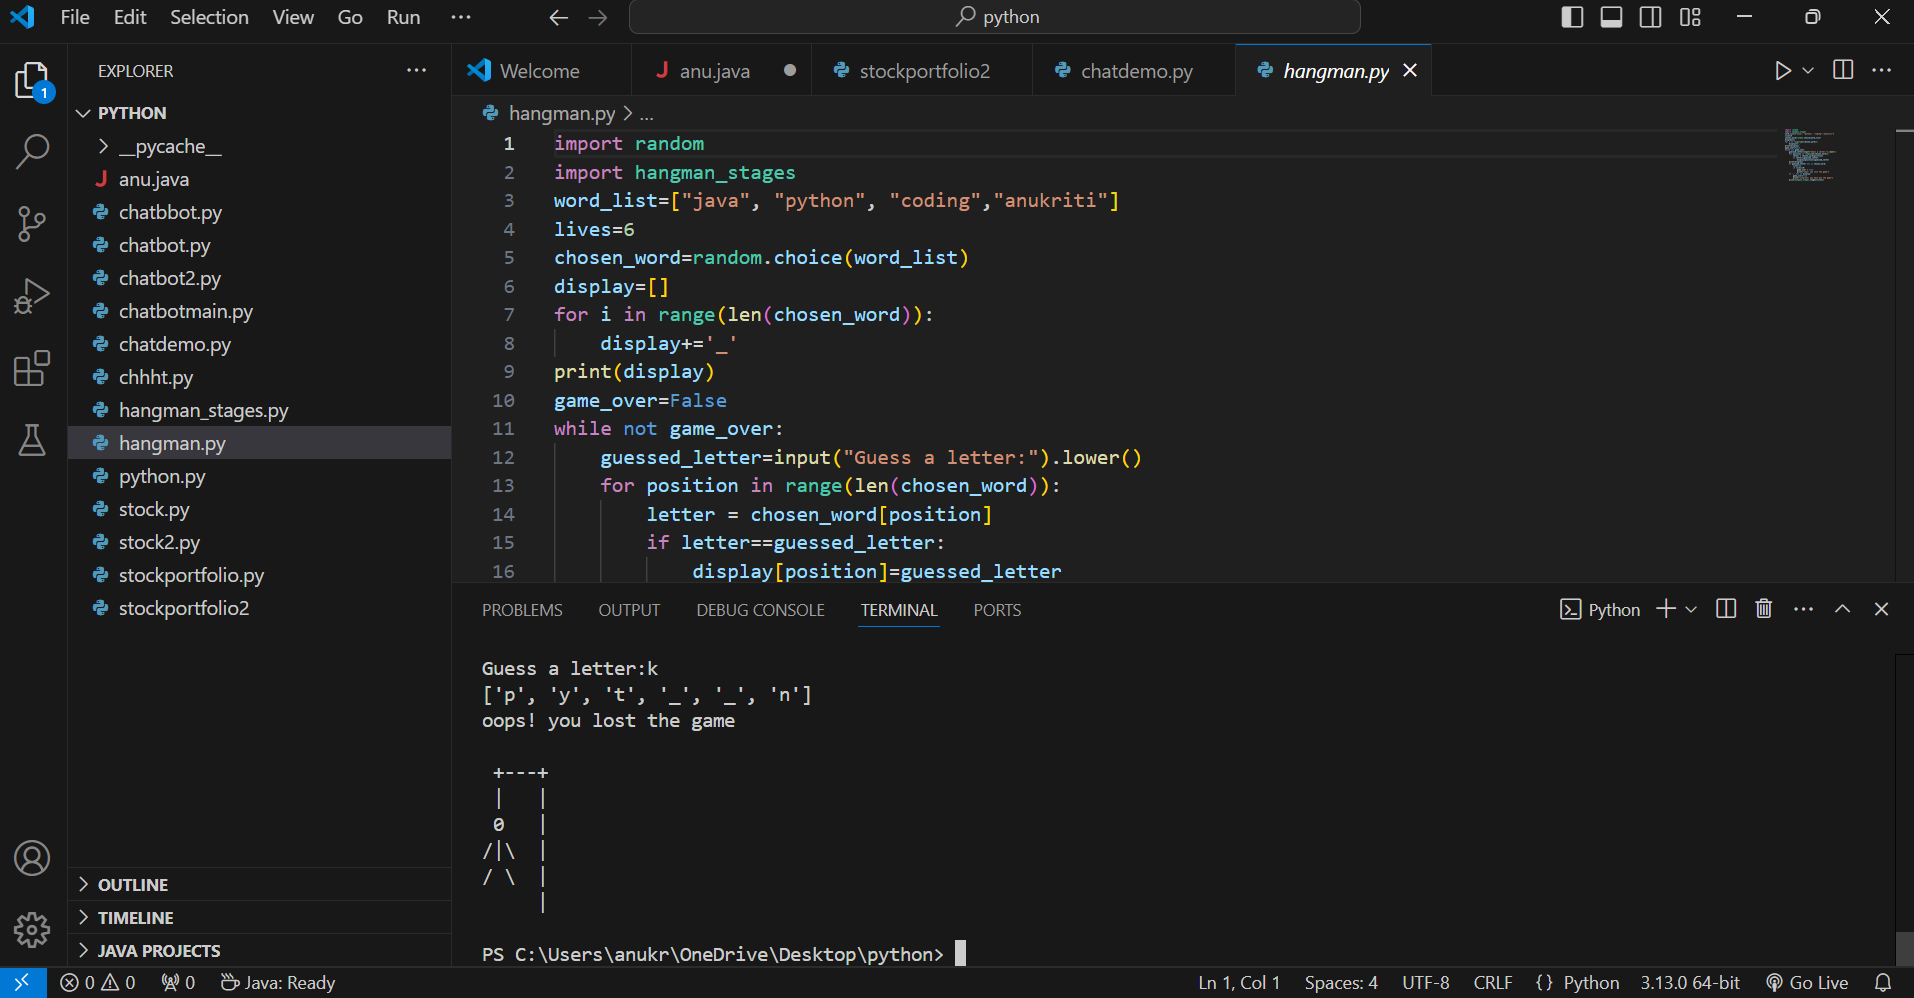 File Edit Selection View Go Run ... python
EXPLORER ...
1
PYTHON
__pycache__
J anu.java
chatbbot.py
chatbot.py
chatbot2.py
chatbotmain.py
chatdemo.py
chhht.py
hangman_stages.py
hangman.py
python.py
stock.py
stock2.py
stockportfolio.py
stockportfolio2
OUTLINE
TIMELINE
JAVA PROJECTS
Welcome J anu.java stockportfolio2 chatdemo.py hangman.py
hangman.py > ...
1 import random
2 import hangman_stages
3 word_list=["java", "python", "coding","anukriti"]
4 lives=6
5 chosen_word=random.choice(word_list)
6 display=[]
7 for i in range(len(chosen_word)):
8 display+='_'
9 print(display)
10 game_over=False
11 while not game_over:
12 guessed_letter=input("Guess a letter:").lower()
13 for position in range(len(chosen_word)):
14 letter = chosen_word[position]
15 if letter==guessed_letter:
16 display[position]=guessed_letter
PROBLEMS OUTPUT DEBUG CONSOLE TERMINAL PORTS Python
Guess a letter:k
['p', 'y', 't', '_', '_', 'n']
oops! you lost the game
+---+
|   |
0   |
/|\  |
/ \  |
|
PS C:\Users\anukr\OneDrive\Desktop\python>
0 0 0 Java: Ready Ln 1, Col 1 Spaces: 4 UTF-8 CRLF {} Python 3.13.0 64-bit Go Live